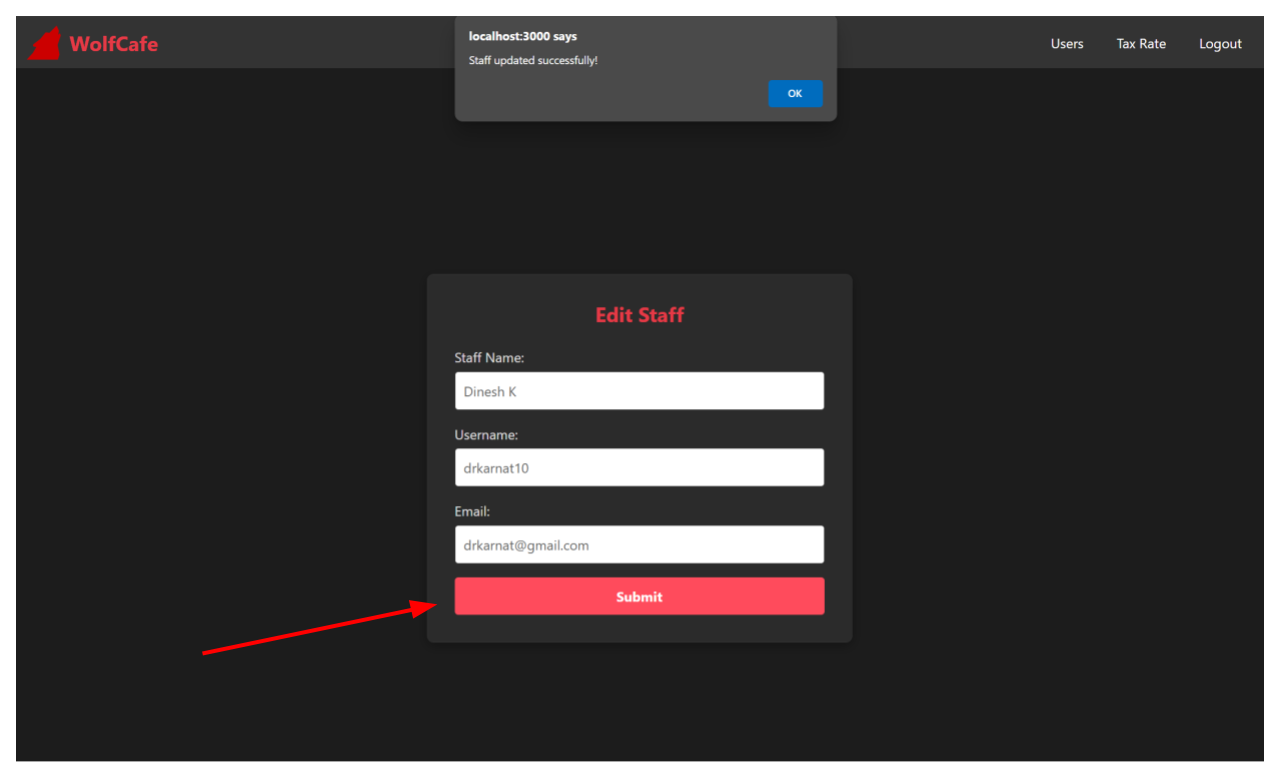 WolfCafe
localhost:3000 says
Staff updated successfully!
OK
Users Tax Rate Logout
Edit Staff
Staff Name:
Dinesh K
Username:
drkarnat10
Email:
drkarnat@gmail.com
Submit